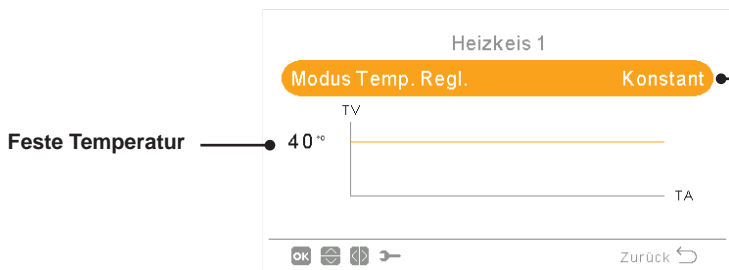 Heizkeis 1
Modus Temp. Regl. Konstant
TV
Feste Temperatur 40 °C
TA
OK Zurück